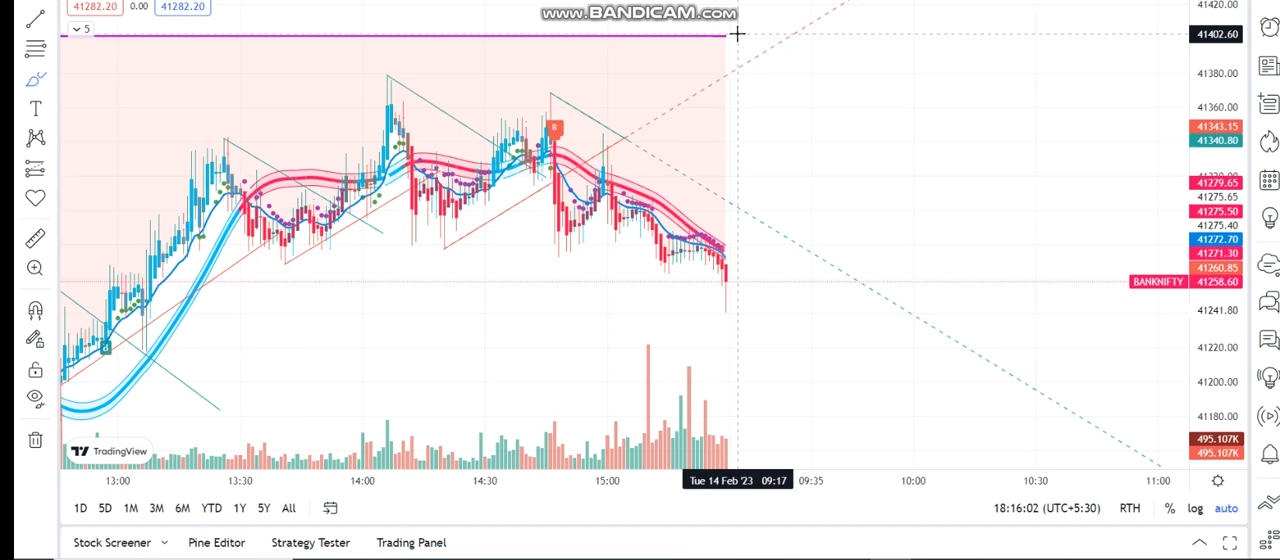 41282.20 0.00 41282.20
www.BANDICAM.com
5
41420.00
41402.60
41380.00
41360.00
41343.15
41340.80
41279.65
41275.65
41275.50
41275.40
41272.70
41271.30
41260.85
BANKNIFTY 41258.60
41241.80
41220.00
41200.00
41180.00
495.107K
495.107K
B
B
T
TradingView
13:00 13:30 14:00 14:30 15:00 Tue 14 Feb '23 09:17 09:35 10:00 10:30 11:00
1D 5D 1M 3M 6M YTD 1Y 5Y All 18:16:02 (UTC+5:30) RTH % log auto
Stock Screener Pine Editor Strategy Tester Trading Panel